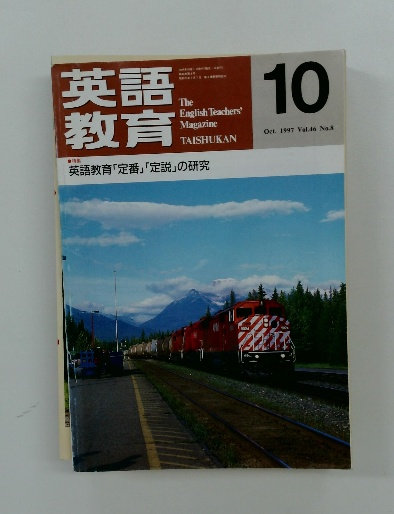 英語
教育
The
English Teachers'
Magazine
TAISHUKAN
10
Oct. 1997 Vol.46 No.8
■特集
英語教育「定番」「定説」の研究